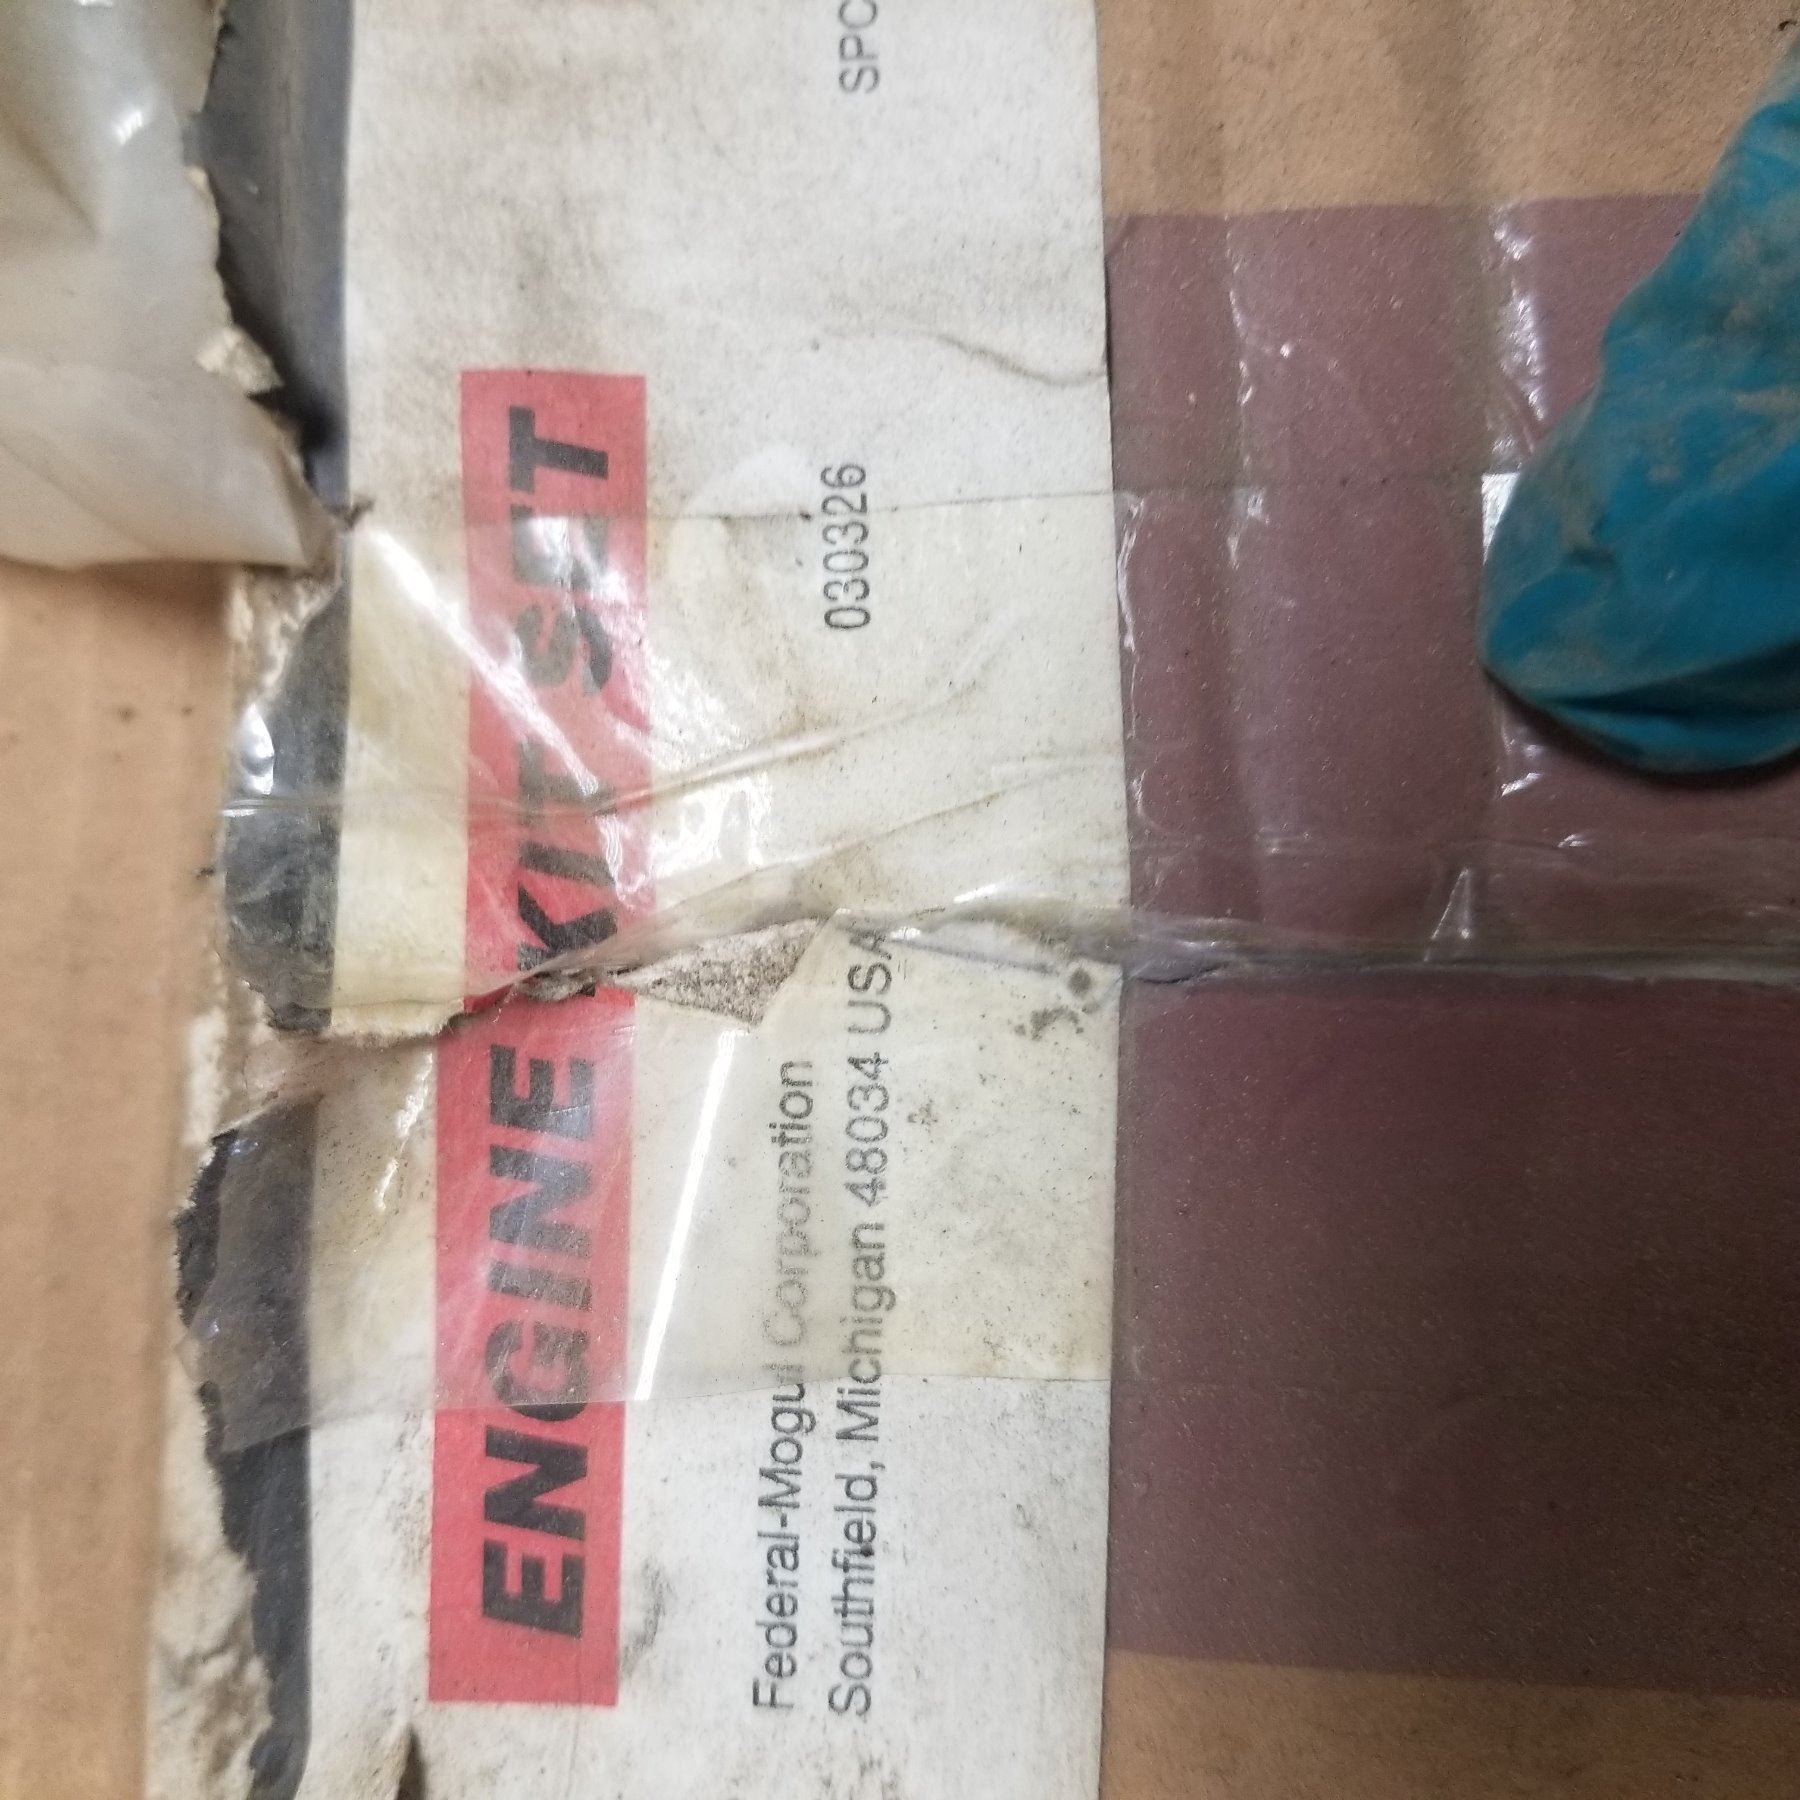 ENGINE KIT SET
Federal-Mogul Corporation
Southfield, Michigan 48034 USA
030326
SPC